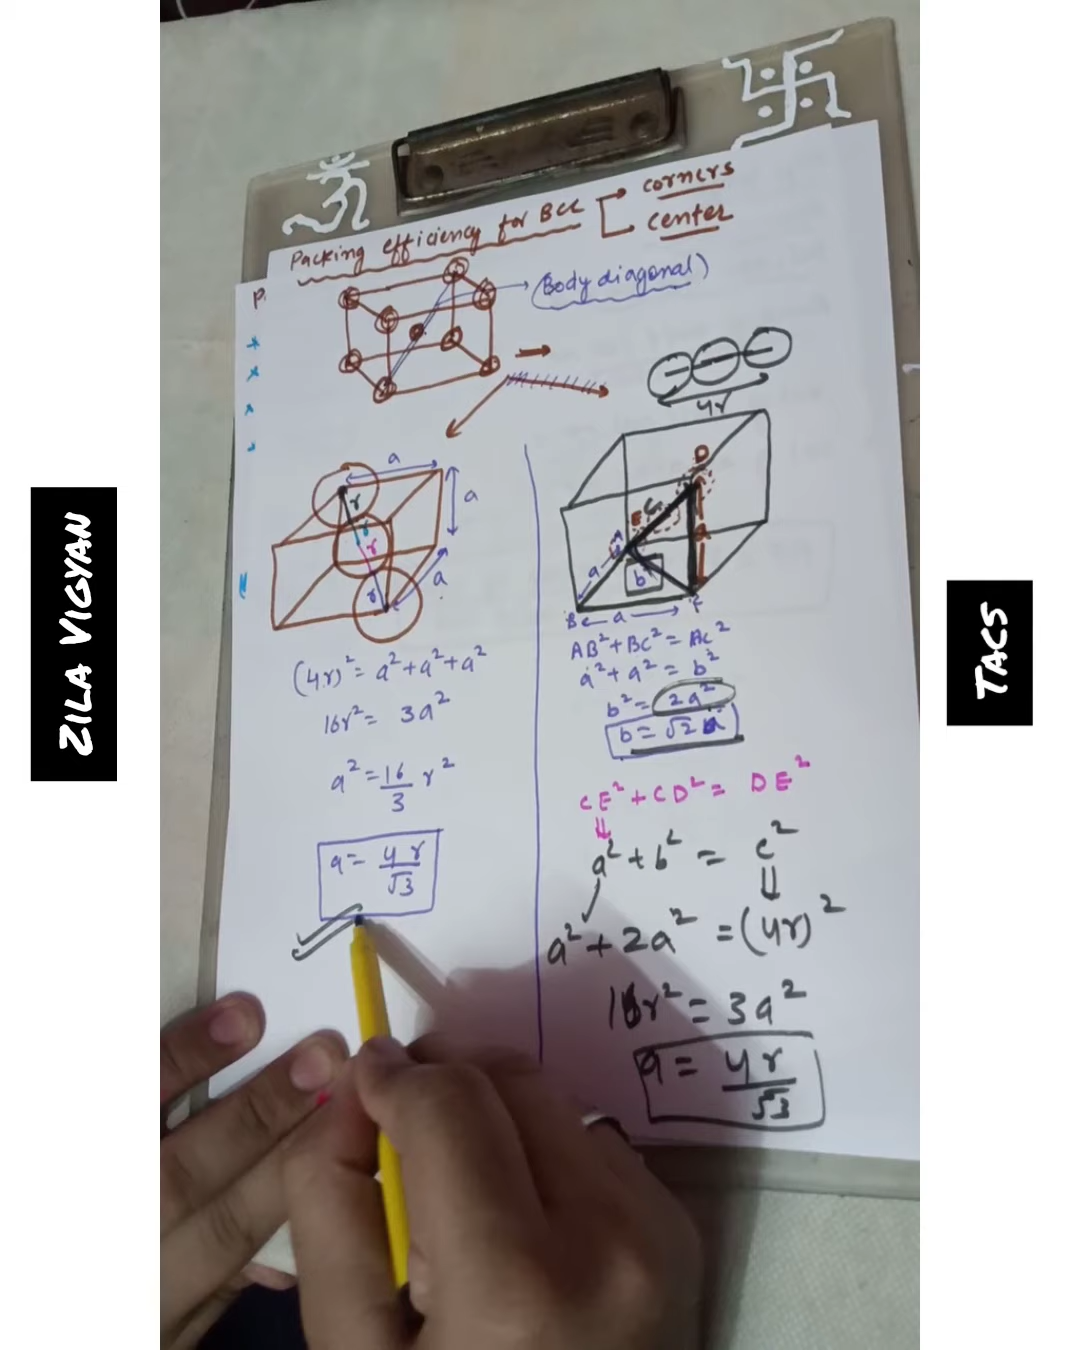 ZILA VIGYAN
TACS
ॐ
Packing efficiency for BCC
corners
center
P.
(Body diagonal)
4r
a
a
a
r
r
r
r
D
E
C
A
a
a
b
B
a
C
(4r)² = a²+a²+a²
16r² = 3a²
a² = 16/3 r²
a = 4r/√3
AB²+BC² = AC²
a²+a² = b²
b² = 2a²
b = √2 a
CE²+CD² = DE²
a²+b² = c²
a²+2a² = (4r)²
16r² = 3a²
a = 4r/√3